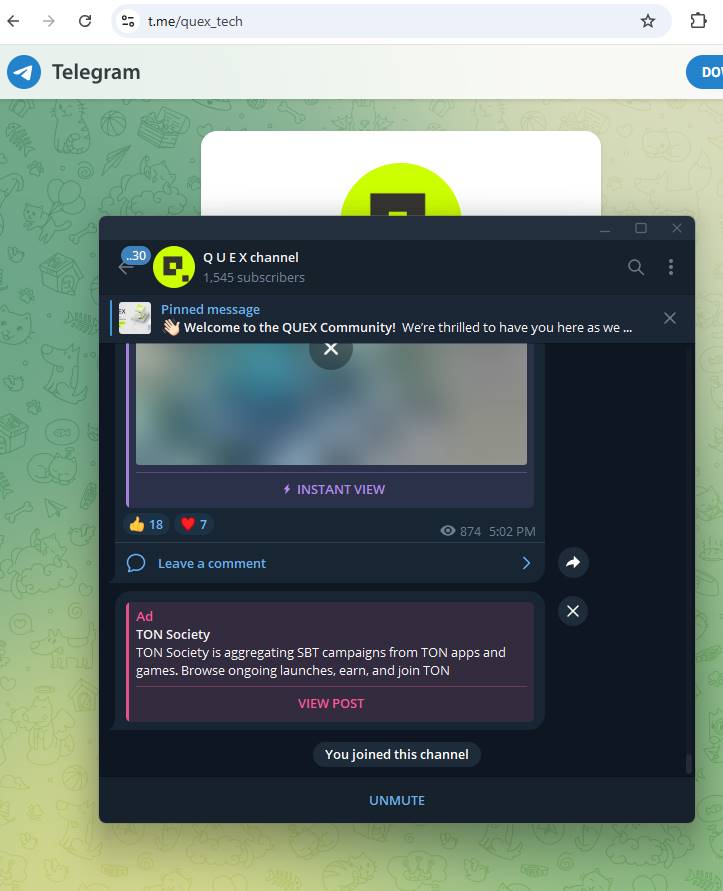 t.me/quex_tech
Telegram
DOW
..30
Q U E X channel
1,545 subscribers
Pinned message
👋🏻 Welcome to the QUEX Community! We're thrilled to have you here as we ...
INSTANT VIEW
👍 18 ❤️ 7
874 5:02 PM
Leave a comment
Ad
TON Society
TON Society is aggregating SBT campaigns from TON apps and
games. Browse ongoing launches, earn, and join TON
VIEW POST
You joined this channel
UNMUTE